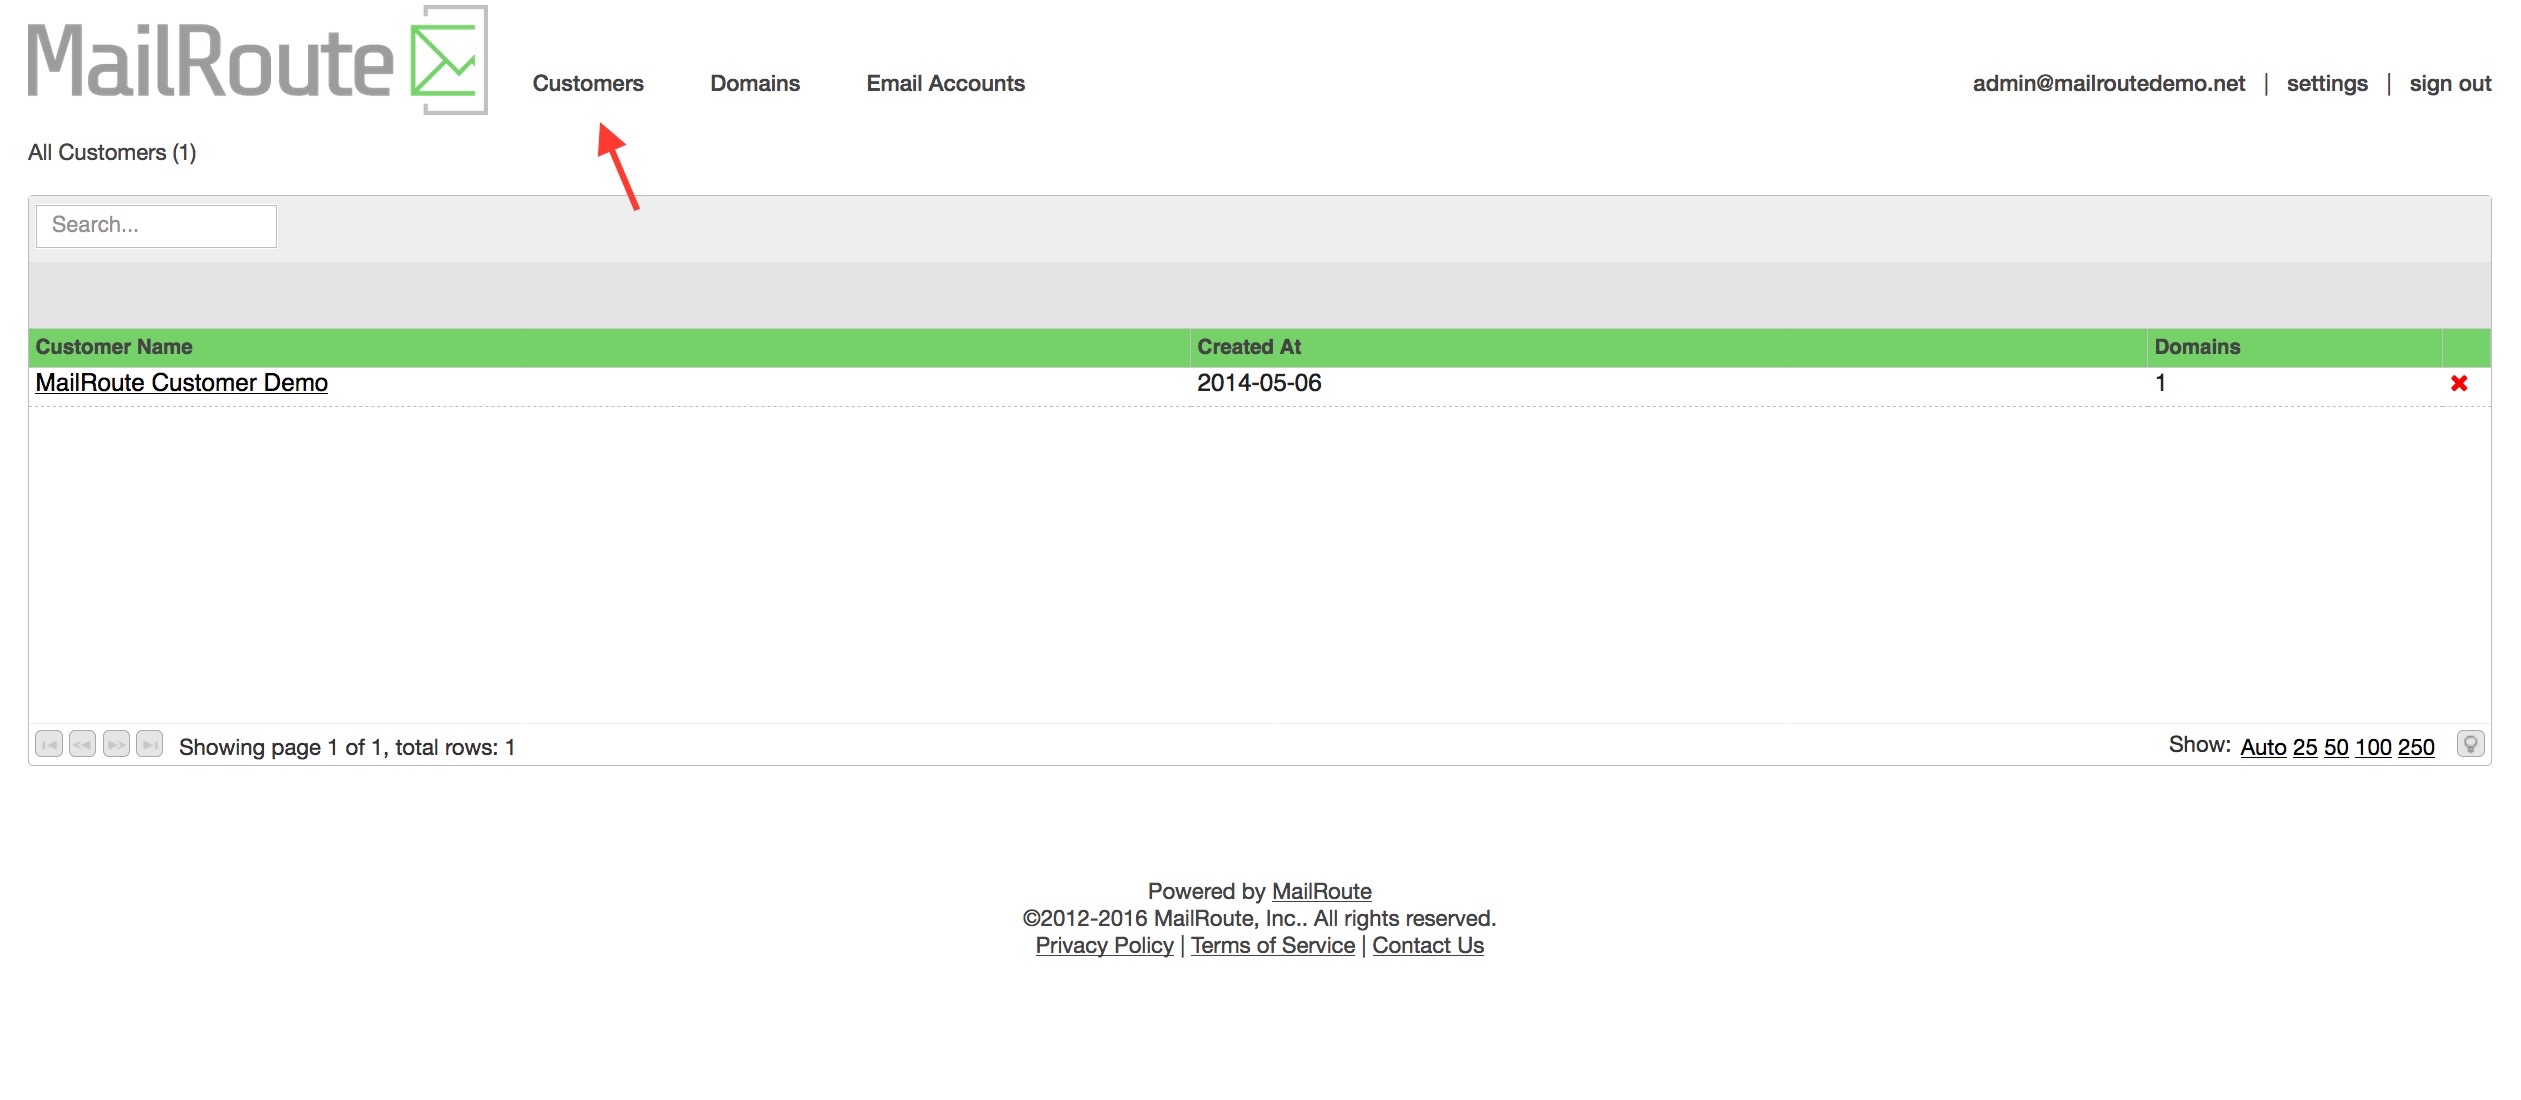 MailRoute
Customers Domains Email Accounts admin@mailroutedemo.net | settings | sign out
All Customers (1)
Search...
Customer Name Created At Domains
MailRoute Customer Demo 2014-05-06 1
Showing page 1 of 1, total rows: 1 Show: Auto 25 50 100 250
Powered by MailRoute
©2012-2016 MailRoute, Inc.. All rights reserved.
Privacy Policy | Terms of Service | Contact Us